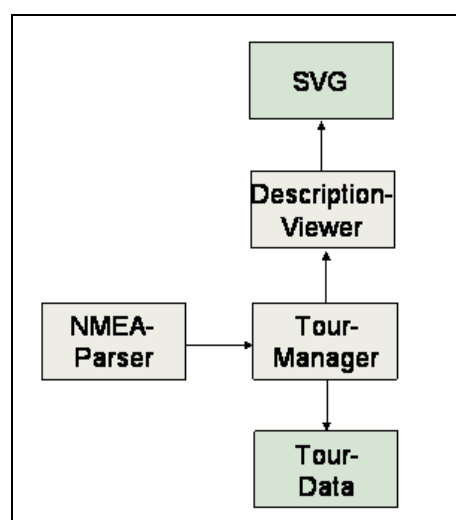 SVG
Description-
Viewer
NMEA-
Parser
Tour-
Manager
Tour-
Data